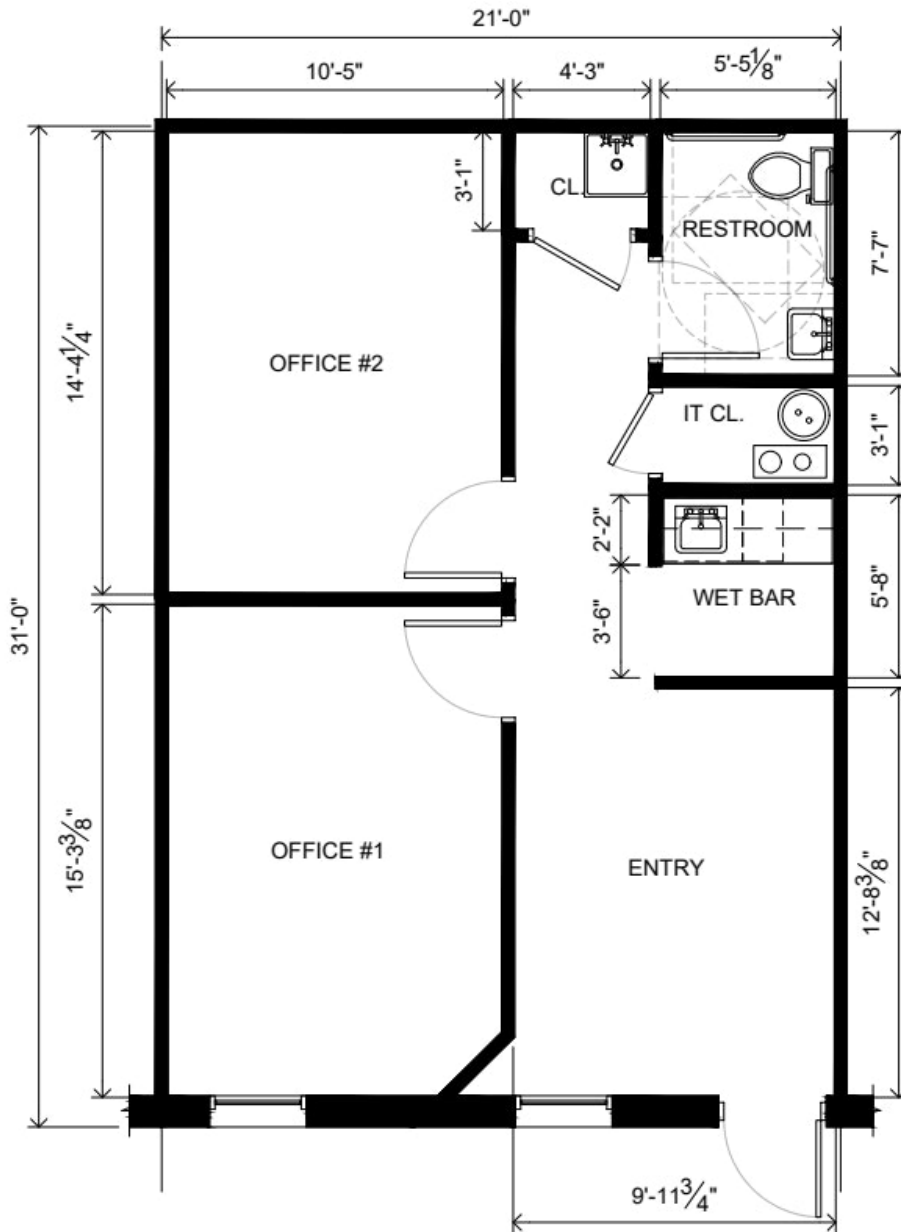 21'-0"
10'-5"
4'-3"
5'-5 1/8"
3'-1"
CL.
RESTROOM
7'-7"
14'-4 1/4"
OFFICE #2
IT CL.
3'-1"
2'-2"
WET BAR
5'-8"
3'-6"
31'-0"
15'-3 3/8"
OFFICE #1
ENTRY
12'-8 3/8"
9'-11 3/4"